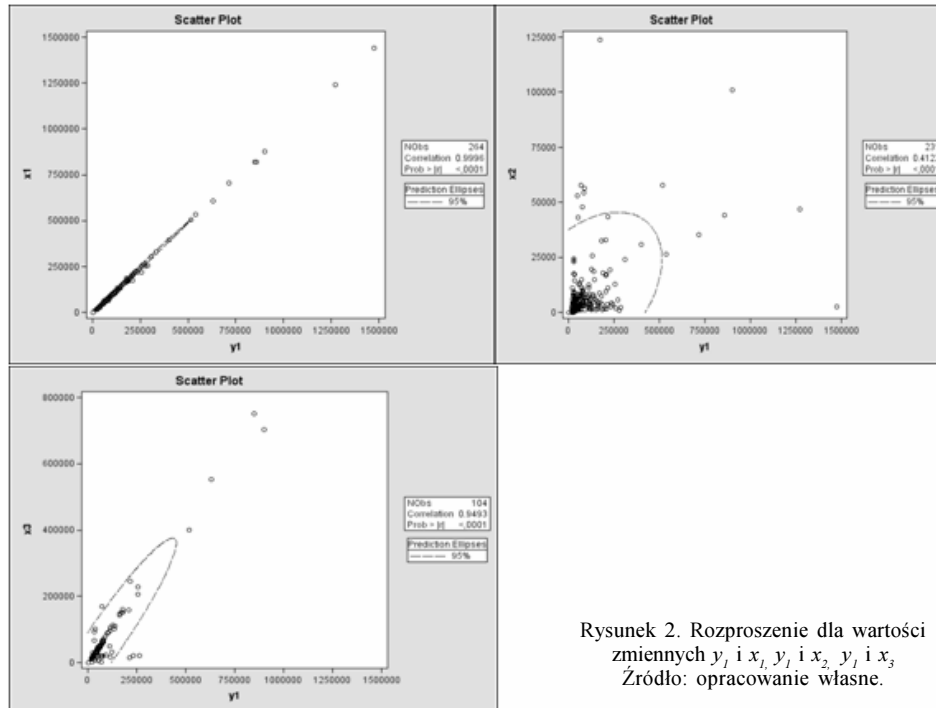 Scatter Plot
1500000
1250000
1000000
750000
500000
250000
0
x1
0 250000 500000 750000 1000000 1250000 1500000
y1
NObs 264
Correlation 0.9996
Prob > |r| <.0001
Prediction Ellipses
95%
Scatter Plot
125000
100000
75000
50000
25000
0
x2
0 250000 500000 750000 1000000 1250000 1500000
y1
NObs
Correlation
Prob > |r|
Prediction Ellipses
95%
Scatter Plot
800000
600000
400000
200000
0
x3
0 250000 500000 750000 1000000 1250000 1500000
y1
NObs 104
Correlation 0.9493
Prob > |r| <.0001
Prediction Ellipses
95%
Rysunek 2. Rozproszenie dla wartości
zmiennych y₁ i x₁, y₁ i x₂, y₁ i x₃
Źródło: opracowanie własne.